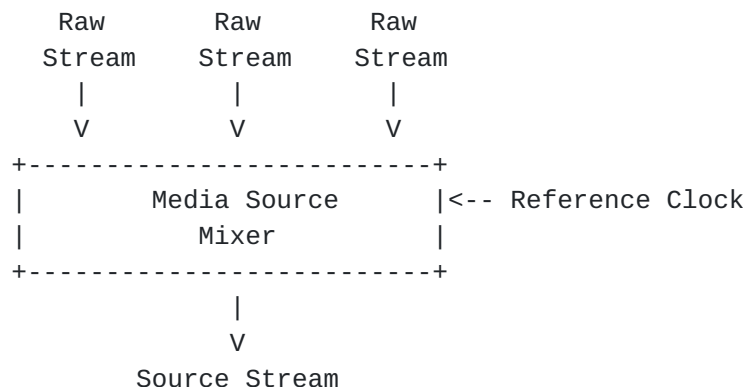 Raw Raw Raw
Stream Stream Stream
| | |
V V V
+--------------------------+
| Media Source |<-- Reference Clock
| Mixer |
+--------------------------+
|
V
Source Stream